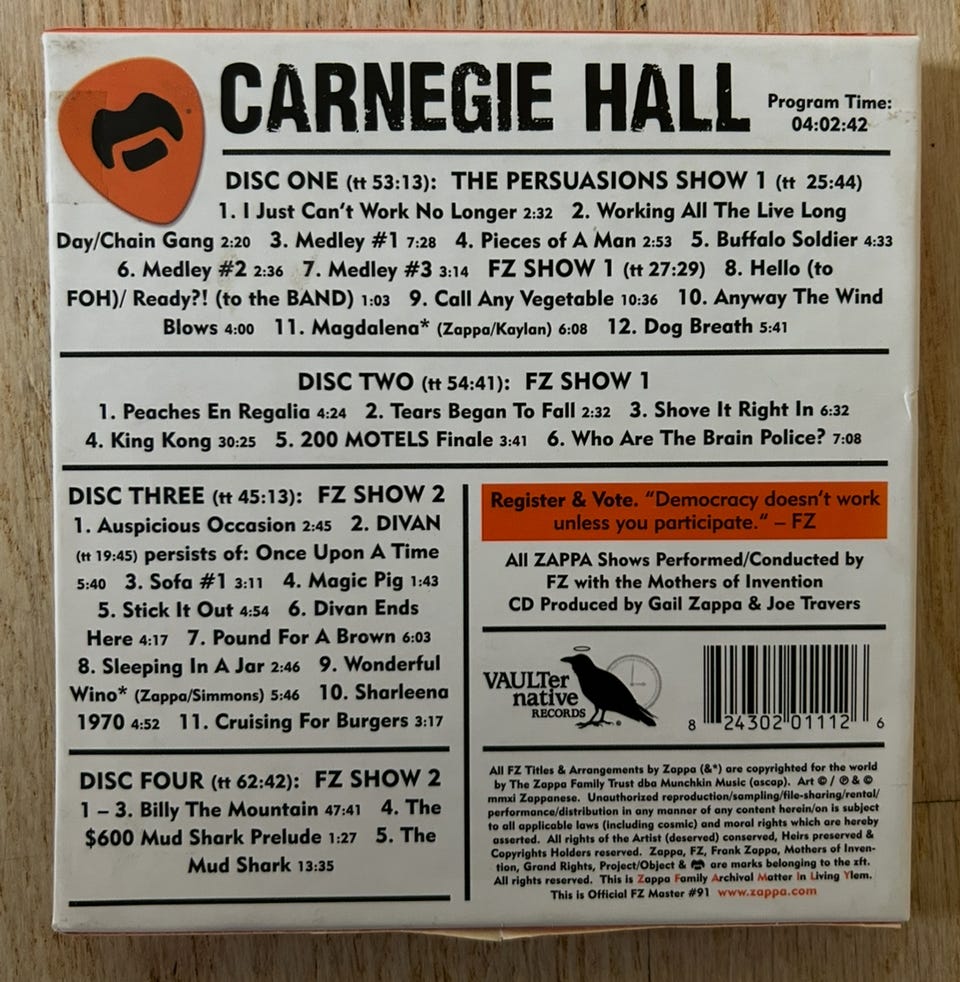 CARNEGIE HALL
Program Time:
04:02:42
DISC ONE (tt 53:13): THE PERSUASIONS SHOW 1 (tt 25:44)
1. I Just Can't Work No Longer 2:32 2. Working All The Live Long
Day/Chain Gang 2:20 3. Medley #1 7:28 4. Pieces of A Man 2:53 5. Buffalo Soldier 4:33
6. Medley #2 2:36 7. Medley #3 3:14 FZ SHOW 1 (tt 27:29) 8. Hello (to
FOH)/ Ready?! (to the BAND) 1:03 9. Call Any Vegetable 10:36 10. Anyway The Wind
Blows 4:00 11. Magdalena* (Zappa/Kaylan) 6:08 12. Dog Breath 5:41
DISC TWO (tt 54:41): FZ SHOW 1
1. Peaches En Regalia 4:24 2. Tears Began To Fall 2:32 3. Shove It Right In 6:32
4. King Kong 30:25 5. 200 MOTELS Finale 3:41 6. Who Are The Brain Police? 7:08
DISC THREE (tt 45:13): FZ SHOW 2
1. Auspicious Occasion 2:45 2. DIVAN
(tt 19:45) persists of: Once Upon A Time
5:40 3. Sofa #1 3:11 4. Magic Pig 1:43
5. Stick It Out 4:54 6. Divan Ends
Here 4:17 7. Pound For A Brown 6:03
8. Sleeping In A Jar 2:46 9. Wonderful
Wino* (Zappa/Simmons) 5:46 10. Sharleena
1970 4:52 11. Cruising For Burgers 3:17
DISC FOUR (tt 62:42): FZ SHOW 2
1 – 3. Billy The Mountain 47:41 4. The
$600 Mud Shark Prelude 1:27 5. The
Mud Shark 13:35
Register & Vote. "Democracy doesn't work
unless you participate." – FZ
All ZAPPA Shows Performed/Conducted by
FZ with the Mothers of Invention
CD Produced by Gail Zappa & Joe Travers
VAULTer
native
RECORDS
8 24302 01112 6
All FZ Titles & Arrangements by Zappa (&*) are copyrighted for the world
by The Zappa Family Trust dba Munchkin Music (ascap). Art © / ℗ & ©
mmxi Zappanese. Unauthorized reproduction/sampling/file-sharing/rental/
performance/distribution in any manner of any content herein/on is subject
to all applicable laws (including cosmic) and moral rights which are hereby
asserted. All rights of the Artist (deserved) conserved, Heirs preserved &
Copyrights Holders reserved. Zappa, FZ, Frank Zappa, Mothers of Inven-
tion, Grand Rights, Project/Object & are marks belonging to the zft.
All rights reserved. This is Zappa Family Archival Matter In Living Ylem.
This is Official FZ Master #91 www.zappa.com